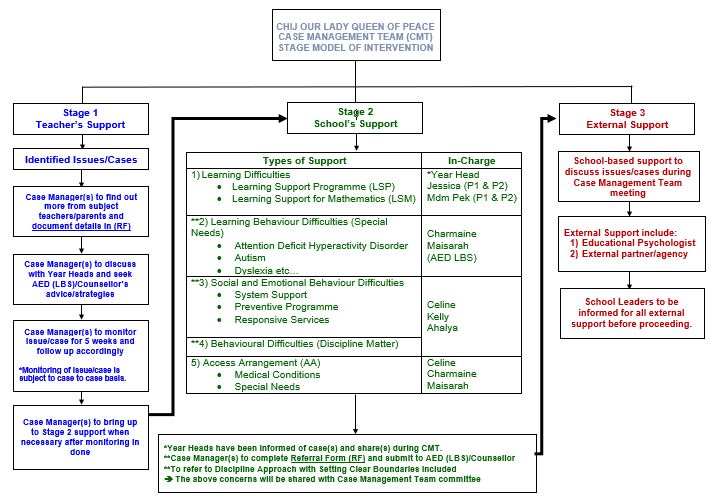 CHIJ OUR LADY QUEEN OF PEACE
CASE MANAGEMENT TEAM (CMT)
STAGE MODEL OF INTERVENTION
Stage 1
Teacher's Support
Identified Issues/Cases
Case Manager(s) to find out
more from subject
teachers/parents and
document details in (RF)
Case Manager(s) to discuss
with Year Heads and seek
AED (LBS)/Counsellor's
advice/strategies
Case Manager(s) to monitor
issue/case for 5 weeks and
follow up accordingly
*Monitoring of issue/case is
subject to case to case basis.
Case Manager(s) to bring up
to Stage 2 support when
necessary after monitoring in
done
Stage 2
School's Support
Types of Support
In-Charge
1) Learning Difficulties
• Learning Support Programme (LSP)
• Learning Support for Mathematics (LSM)
*Year Head
Jessica (P1 & P2)
Mdm Pek (P1 & P2)
**2) Learning Behaviour Difficulties (Special
Needs)
• Attention Deficit Hyperactivity Disorder
• Autism
• Dyslexia etc...
Charmaine
Maisarah
(AED LBS)
**3) Social and Emotional Behaviour Difficulties
• System Support
• Preventive Programme
• Responsive Services
**4) Behavioural Difficulties (Discipline Matter)
Celine
Kelly
Ahalya
5) Access Arrangement (AA)
• Medical Conditions
• Special Needs
Celine
Charmaine
Maisarah
*Year Heads have been informed of case(s) and share(s) during CMT.
**Case Manager(s) to complete Referral Form (RF) and submit to AED (LBS)/Counsellor
**To refer to Discipline Approach with Setting Clear Boundaries included
➔ The above concerns will be shared with Case Management Team committee
Stage 3
External Support
School-based support to
discuss issues/cases during
Case Management Team
meeting
External Support include:
1) Educational Psychologist
2) External partner/agency
School Leaders to be
informed for all external
support before proceeding.